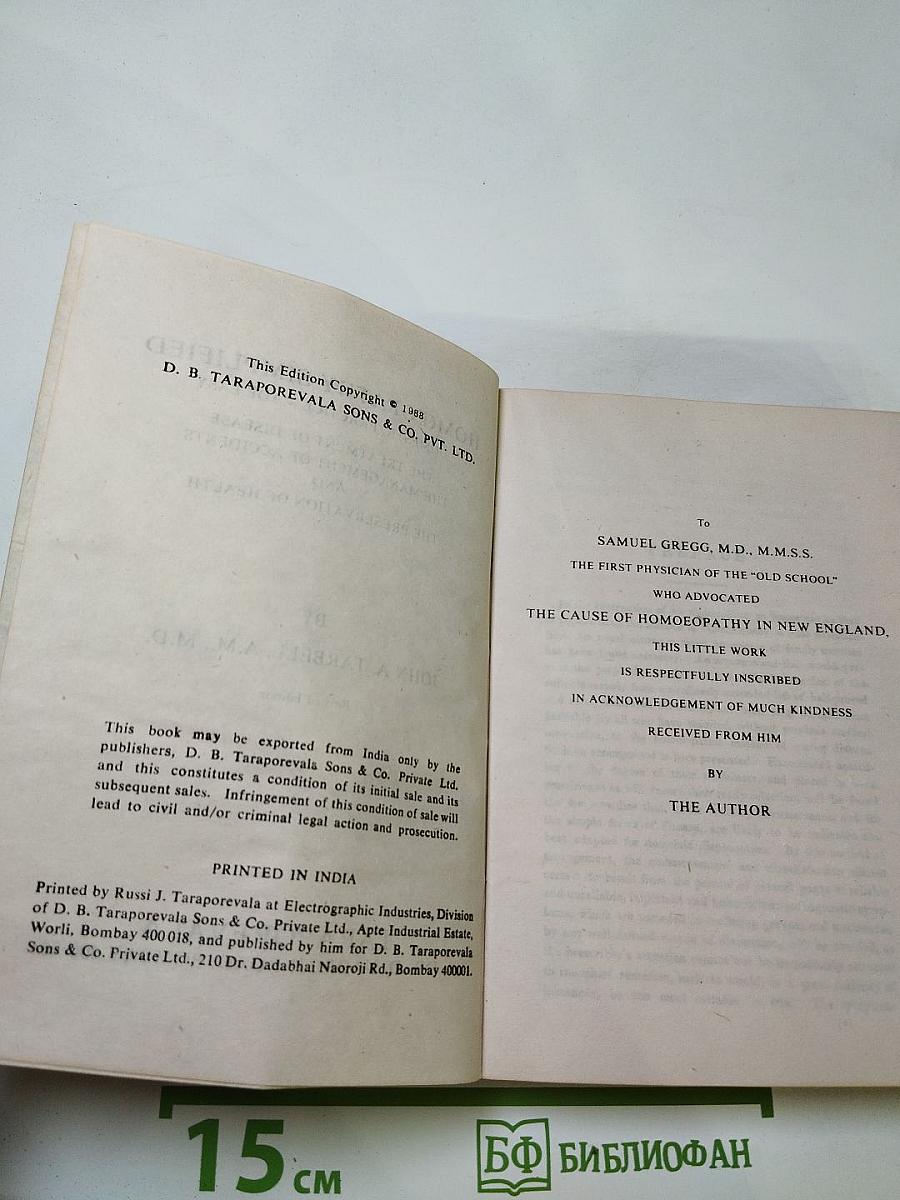 This Edition Copyright © 1988
D. B. TARAPOREVALA SONS & CO. PVT. LTD.
This book may be exported from India only by the
publishers, D. B. Taraporevala Sons & Co. Private Ltd.
and this constitutes a condition of its initial sale and its
subsequent sales. Infringement of this condition of sale will
lead to civil and/or criminal legal action and prosecution.
PRINTED IN INDIA
Printed by Russi J. Taraporevala at Electrographic Industries, Division
of D. B. Taraporevala Sons & Co. Private Ltd., Apte Industrial Estate,
Worli, Bombay 400018, and published by him for D. B. Taraporevala
Sons & Co. Private Ltd., 210 Dr. Dadabhai Naoroji Rd., Bombay 400001.
To
SAMUEL GREGG, M.D., M.M.S.S.
THE FIRST PHYSICIAN OF THE "OLD SCHOOL"
WHO ADVOCATED
THE CAUSE OF HOMOEOPATHY IN NEW ENGLAND,
THIS LITTLE WORK
IS RESPECTFULLY INSCRIBED
IN ACKNOWLEDGEMENT OF MUCH KINDNESS
RECEIVED FROM HIM
BY
THE AUTHOR
15 см
БФ БИБЛИОФАН